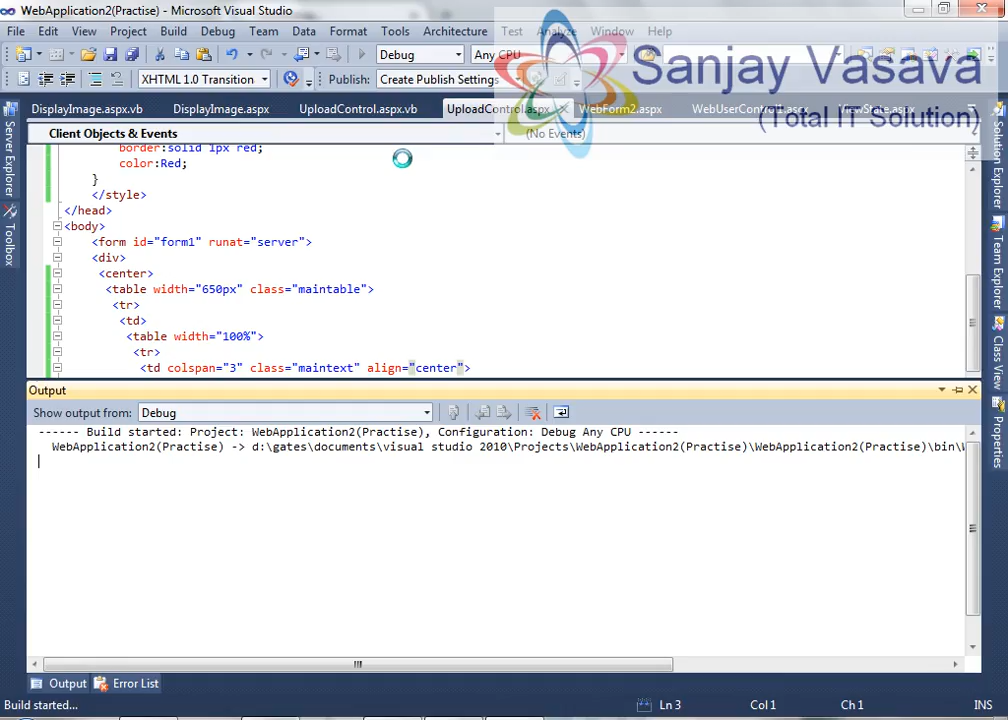 WebApplication2(Practise) - Microsoft Visual Studio
File Edit View Project Build Debug Team Data Format Tools Architecture Test Analyze Window Help
Debug Any CPU
XHTML 1.0 Transition Publish: Create Publish Settings
Sanjay Vasava
(Total IT Solution)
DisplayImage.aspx.vb DisplayImage.aspx UploadControl.aspx.vb UploadControl.aspx WebForm2.aspx WebUserControl1.aspx ViewState.aspx
Client Objects & Events (No Events)
border:solid 1px red;
color:Red;
}
</style>
</head>
<body>
<form id="form1" runat="server">
<div>
<center>
<table width="650px" class="maintable">
<tr>
<td>
<table width="100%">
<tr>
<td colspan="3" class="maintext" align="center">
Server Explorer
Toolbox
Solution Explorer
Team Explorer
Class View
Properties
Output
Show output from: Debug
------ Build started: Project: WebApplication2(Practise), Configuration: Debug Any CPU ------
WebApplication2(Practise) -> d:\gates\documents\visual studio 2010\Projects\WebApplication2(Practise)\WebApplication2(Practise)\bin\
Output Error List
Build started... Ln 3 Col 1 Ch 1 INS